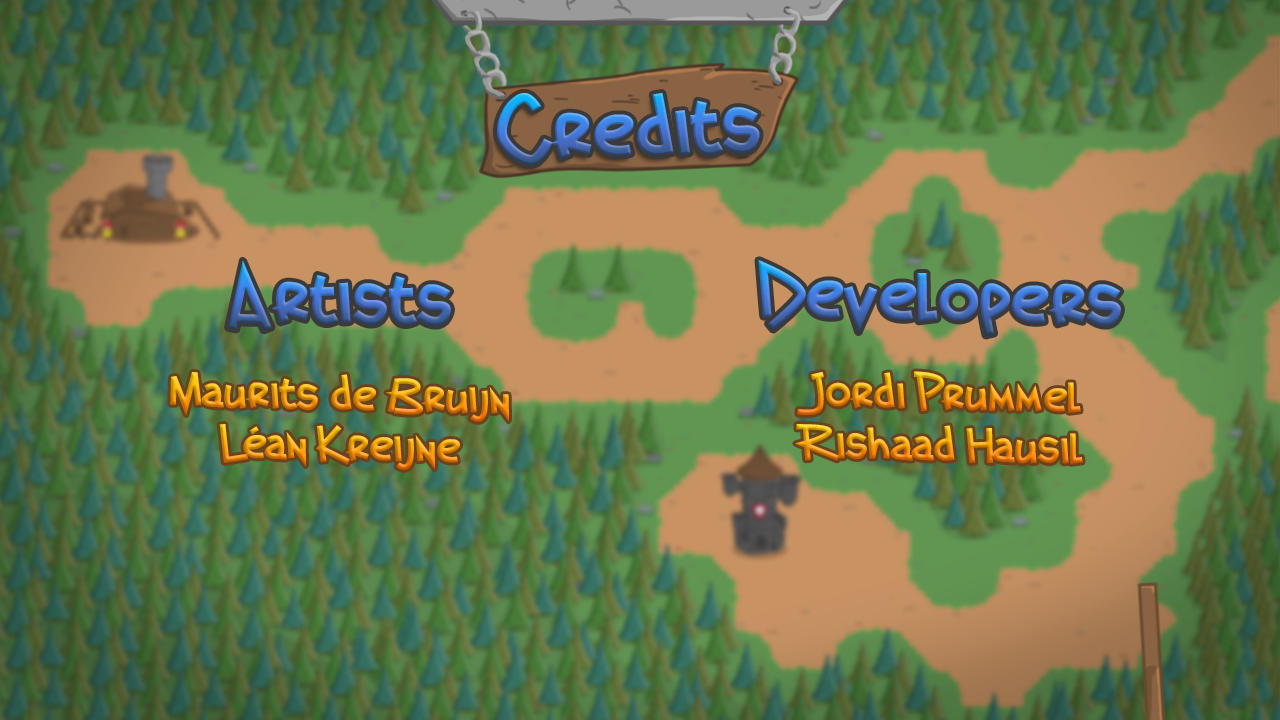 Credits
Artists
Maurits de Bruijn
Léan Kreijne
Developers
Jordi Prummel
Rishaad Hausil